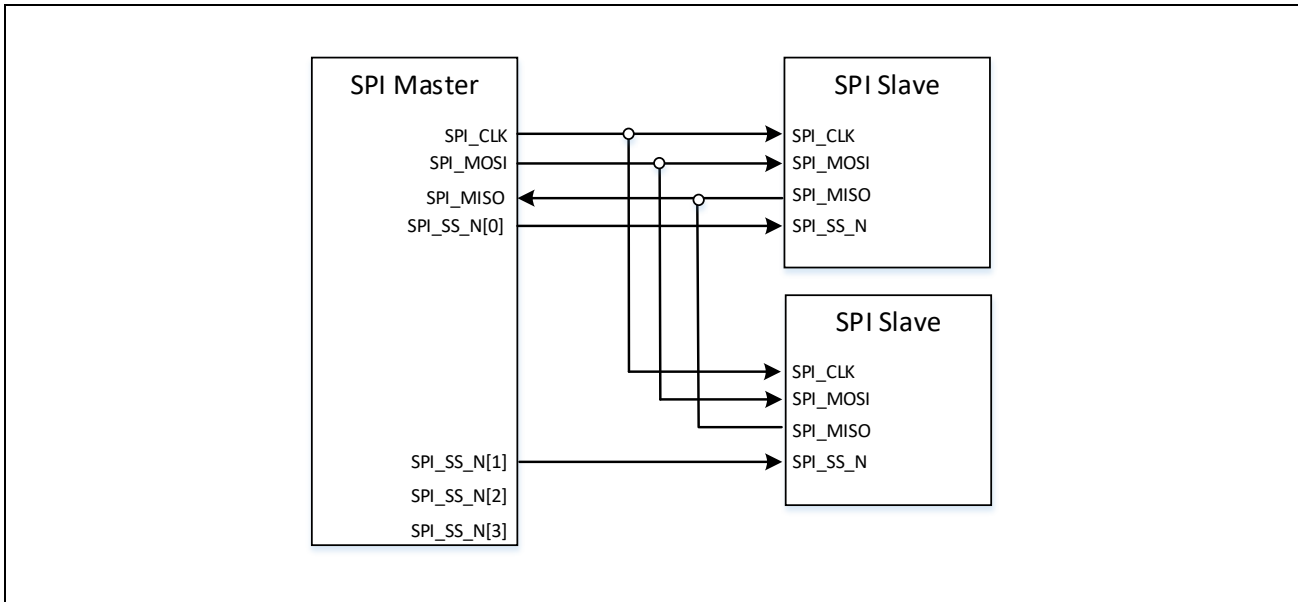 SPI Master
SPI_CLK
SPI_MOSI
SPI_MISO
SPI_SS_N[0]
SPI_SS_N[1]
SPI_SS_N[2]
SPI_SS_N[3]
SPI Slave
SPI_CLK
SPI_MOSI
SPI_MISO
SPI_SS_N
SPI Slave
SPI_CLK
SPI_MOSI
SPI_MISO
SPI_SS_N